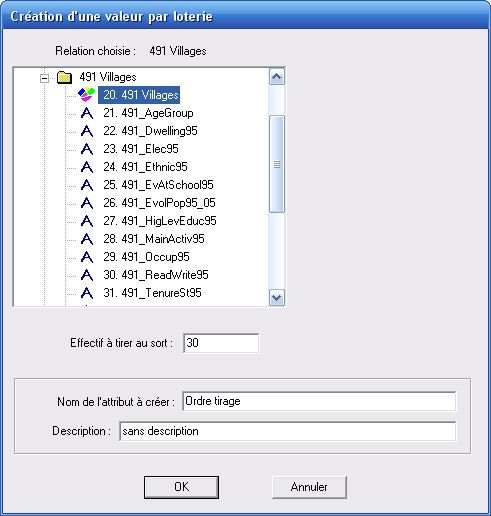 Création d'une valeur par loterie
Relation choisie : 491 Villages
491 Villages
20. 491 Villages
21. 491_AgeGroup
22. 491_Dwelling95
23. 491_Elec95
24. 491_Ethnic95
25. 491_EvAtSchool95
26. 491_EvolPop95_05
27. 491_HigLevEduc95
28. 491_MainActiv95
29. 491_Occup95
30. 491_ReadWrite95
31. 491_TenureSt95
Effectif à tirer au sort : 30
Nom de l'attribut à créer : Ordre tirage
Description : sans description
OK Annuler